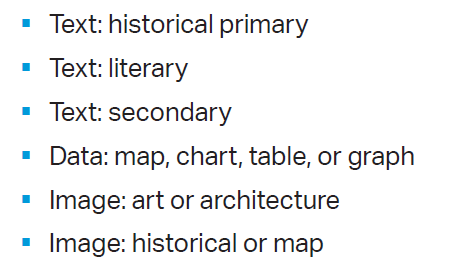 ▪ Text: historical primary
▪ Text: literary
▪ Text: secondary
▪ Data: map, chart, table, or graph
▪ Image: art or architecture
▪ Image: historical or map